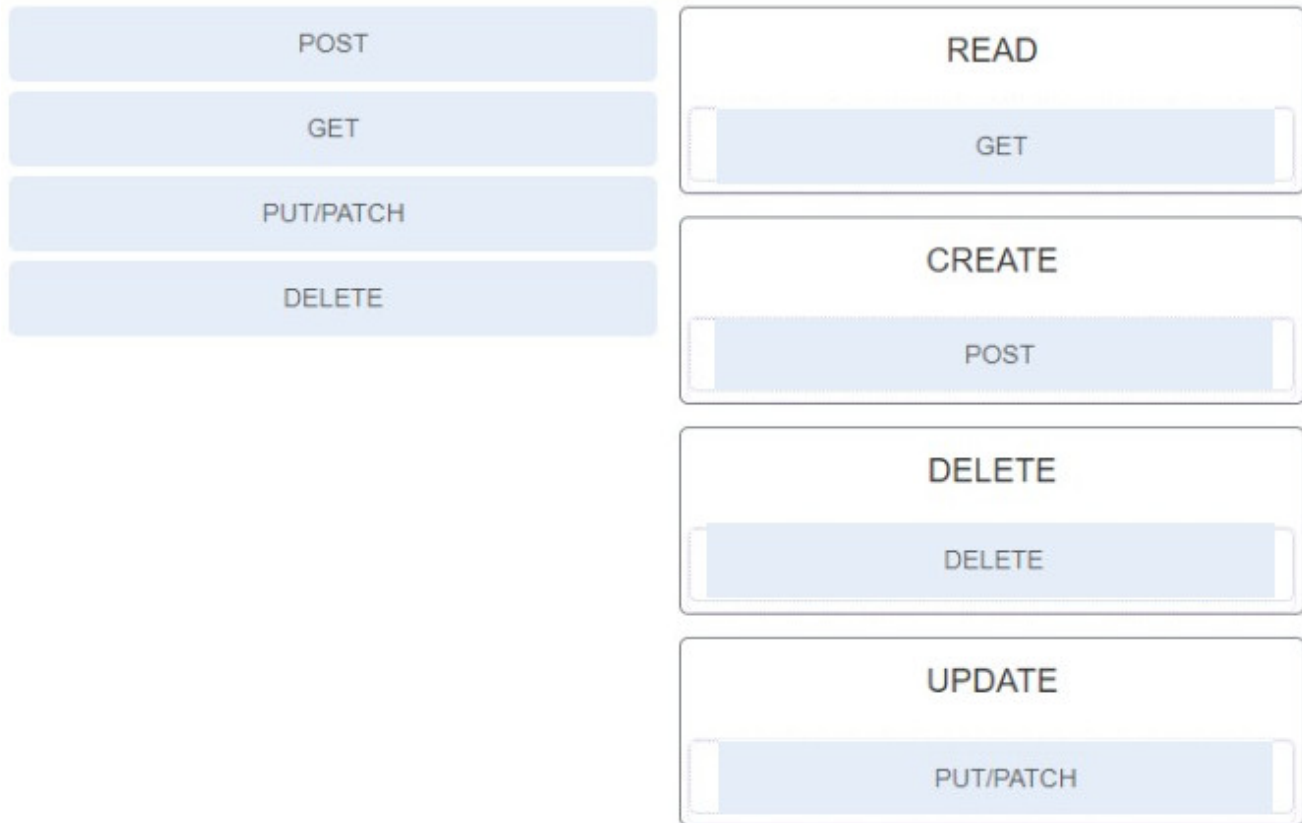 POST
GET
PUT/PATCH
DELETE
READ
GET
CREATE
POST
DELETE
DELETE
UPDATE
PUT/PATCH